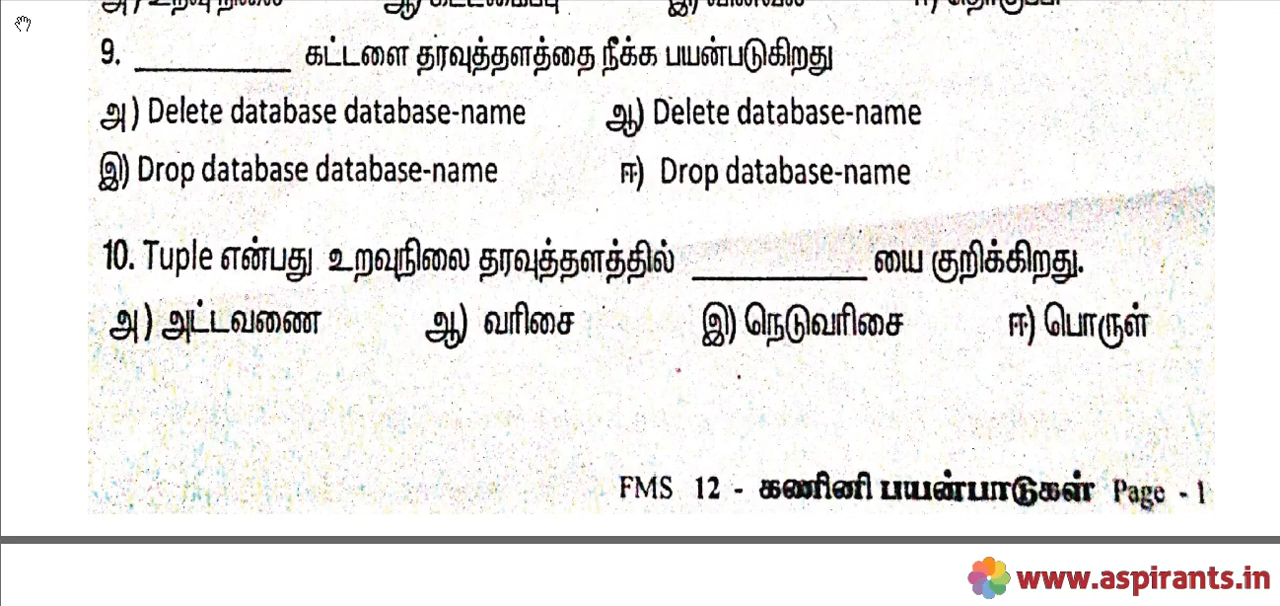 9. __________ கட்டளை தரவுத்தளத்தை நீக்க பயன்படுகிறது
அ) Delete database database-name ஆ) Delete database-name
இ) Drop database database-name ஈ) Drop database-name
10. Tuple என்பது உறவுநிலை தரவுத்தளத்தில் __________ யை குறிக்கிறது.
அ) அட்டவணை ஆ) வரிசை இ) நெடுவரிசை ஈ) பொருள்
FMS 12 - கணினி பயன்பாடுகள் Page - 1
www.aspirants.in